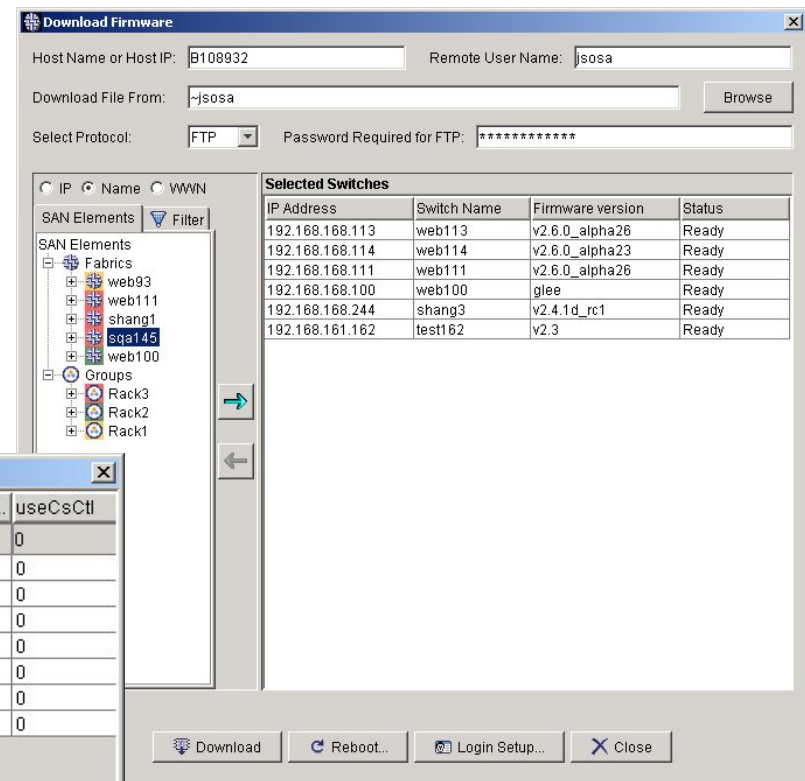 Download Firmware
Host Name or Host IP: B108932 Remote User Name: jsosa
Download File From: ~jsosa Browse
Select Protocol: FTP Password Required for FTP: ************
IP Name WWN
SAN Elements Filter
SAN Elements
Fabrics
web93
web111
shang1
sqa145
web100
Groups
Rack3
Rack2
Rack1
Selected Switches
IP Address Switch Name Firmware version Status
192.168.168.113 web113 v2.6.0_alpha26 Ready
192.168.168.114 web114 v2.6.0_alpha23 Ready
192.168.168.111 web111 v2.6.0_alpha26 Ready
192.168.168.100 web100 glee Ready
192.168.168.244 shang3 v2.4.1d_rc1 Ready
192.168.161.162 test162 v2.3 Ready
.. useCsCtl
0
0
0
0
0
0
0
0
Download Reboot... Login Setup... Close